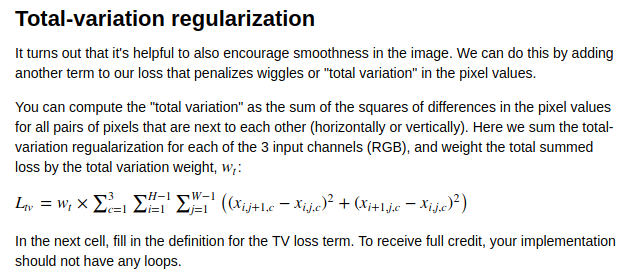 Total-variation regularization
It turns out that it's helpful to also encourage smoothness in the image. We can do this by adding
another term to our loss that penalizes wiggles or "total variation" in the pixel values.
You can compute the "total variation" as the sum of the squares of differences in the pixel values
for all pairs of pixels that are next to each other (horizontally or vertically). Here we sum the total-
variation regualarization for each of the 3 input channels (RGB), and weight the total summed
loss by the total variation weight, w_t:
L_{tv} = w_t × ∑_{c=1}^{3} ∑_{i=1}^{H−1} ∑_{j=1}^{W−1} ((x_{i,j+1,c} − x_{i,j,c})² + (x_{i+1,j,c} − x_{i,j,c})²)
In the next cell, fill in the definition for the TV loss term. To receive full credit, your implementation
should not have any loops.